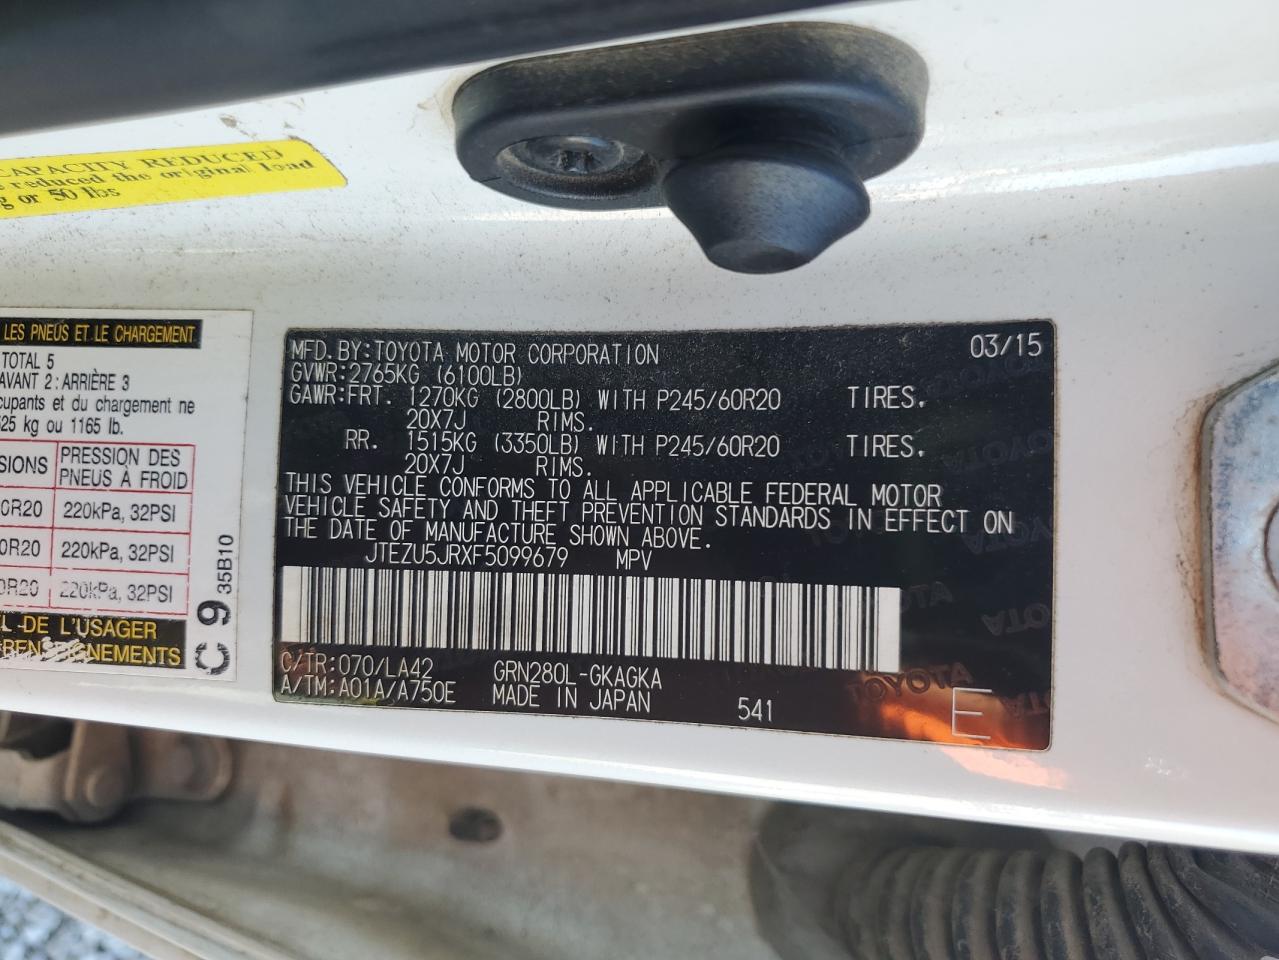 CAPACITY REDUCED
reduced the original load
or 80 lbs
LES PNEUS ET LE CHARGEMENT
TOTAL 5
AVANT 2 : ARRIÈRE 3
et du chargement ne
kg ou 1165 lb.
PRESSION DES
PNEUS À FROID
0R20 220kPa, 32PSI
0R20 220kPa, 32PSI
R20 220kPa, 32PSI
DE L'USAGER
RENSEIGNEMENTS
C 9 35B10
MFD. BY: TOYOTA MOTOR CORPORATION 03/15
GVWR: 2765KG (6100LB)
GAWR: FRT. 1270KG (2800LB) WITH P245/60R20 TIRES.
20X7J RIMS.
RR. 1515KG (3350LB) WITH P245/60R20 TIRES.
20X7J RIMS.
THIS VEHICLE CONFORMS TO ALL APPLICABLE FEDERAL MOTOR
VEHICLE SAFETY AND THEFT PREVENTION STANDARDS IN EFFECT ON
THE DATE OF MANUFACTURE SHOWN ABOVE.
JTEZU5JRXF5099679 MPV
C/TR: 070/LA42 GRN280L-GKAGKA
A/TM: A01A/A750E MADE IN JAPAN 541 E
TOYOTA